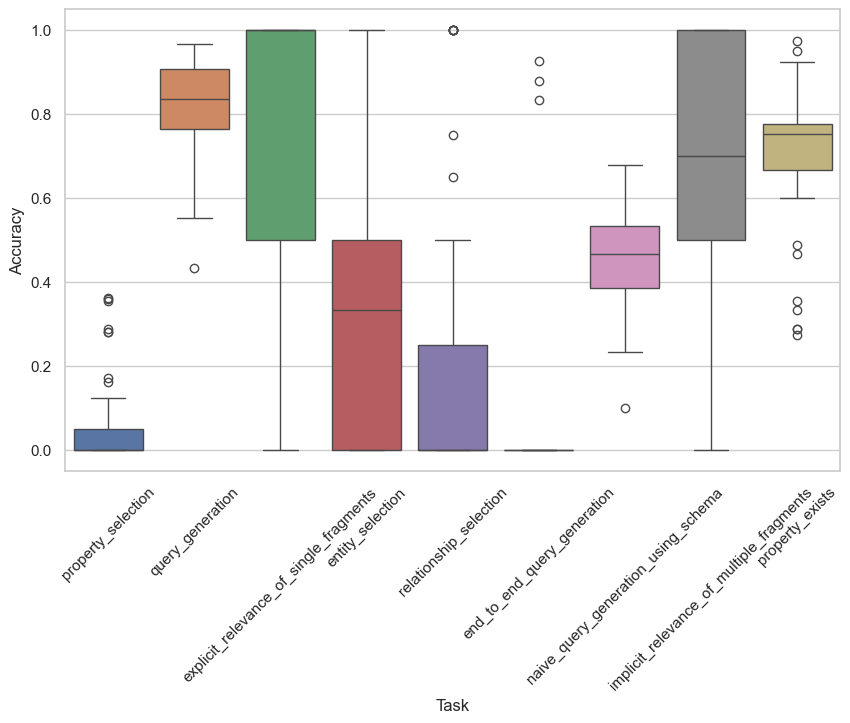 1.0
0.8
0.6
0.4
0.2
0.0
Accuracy
property_selection
query_generation
explicit_relevance_of_single_fragments
entity_selection
relationship_selection
end_to_end_query_generation
naive_query_generation_using_schema
implicit_relevance_of_multiple_fragments
property_exists
Task